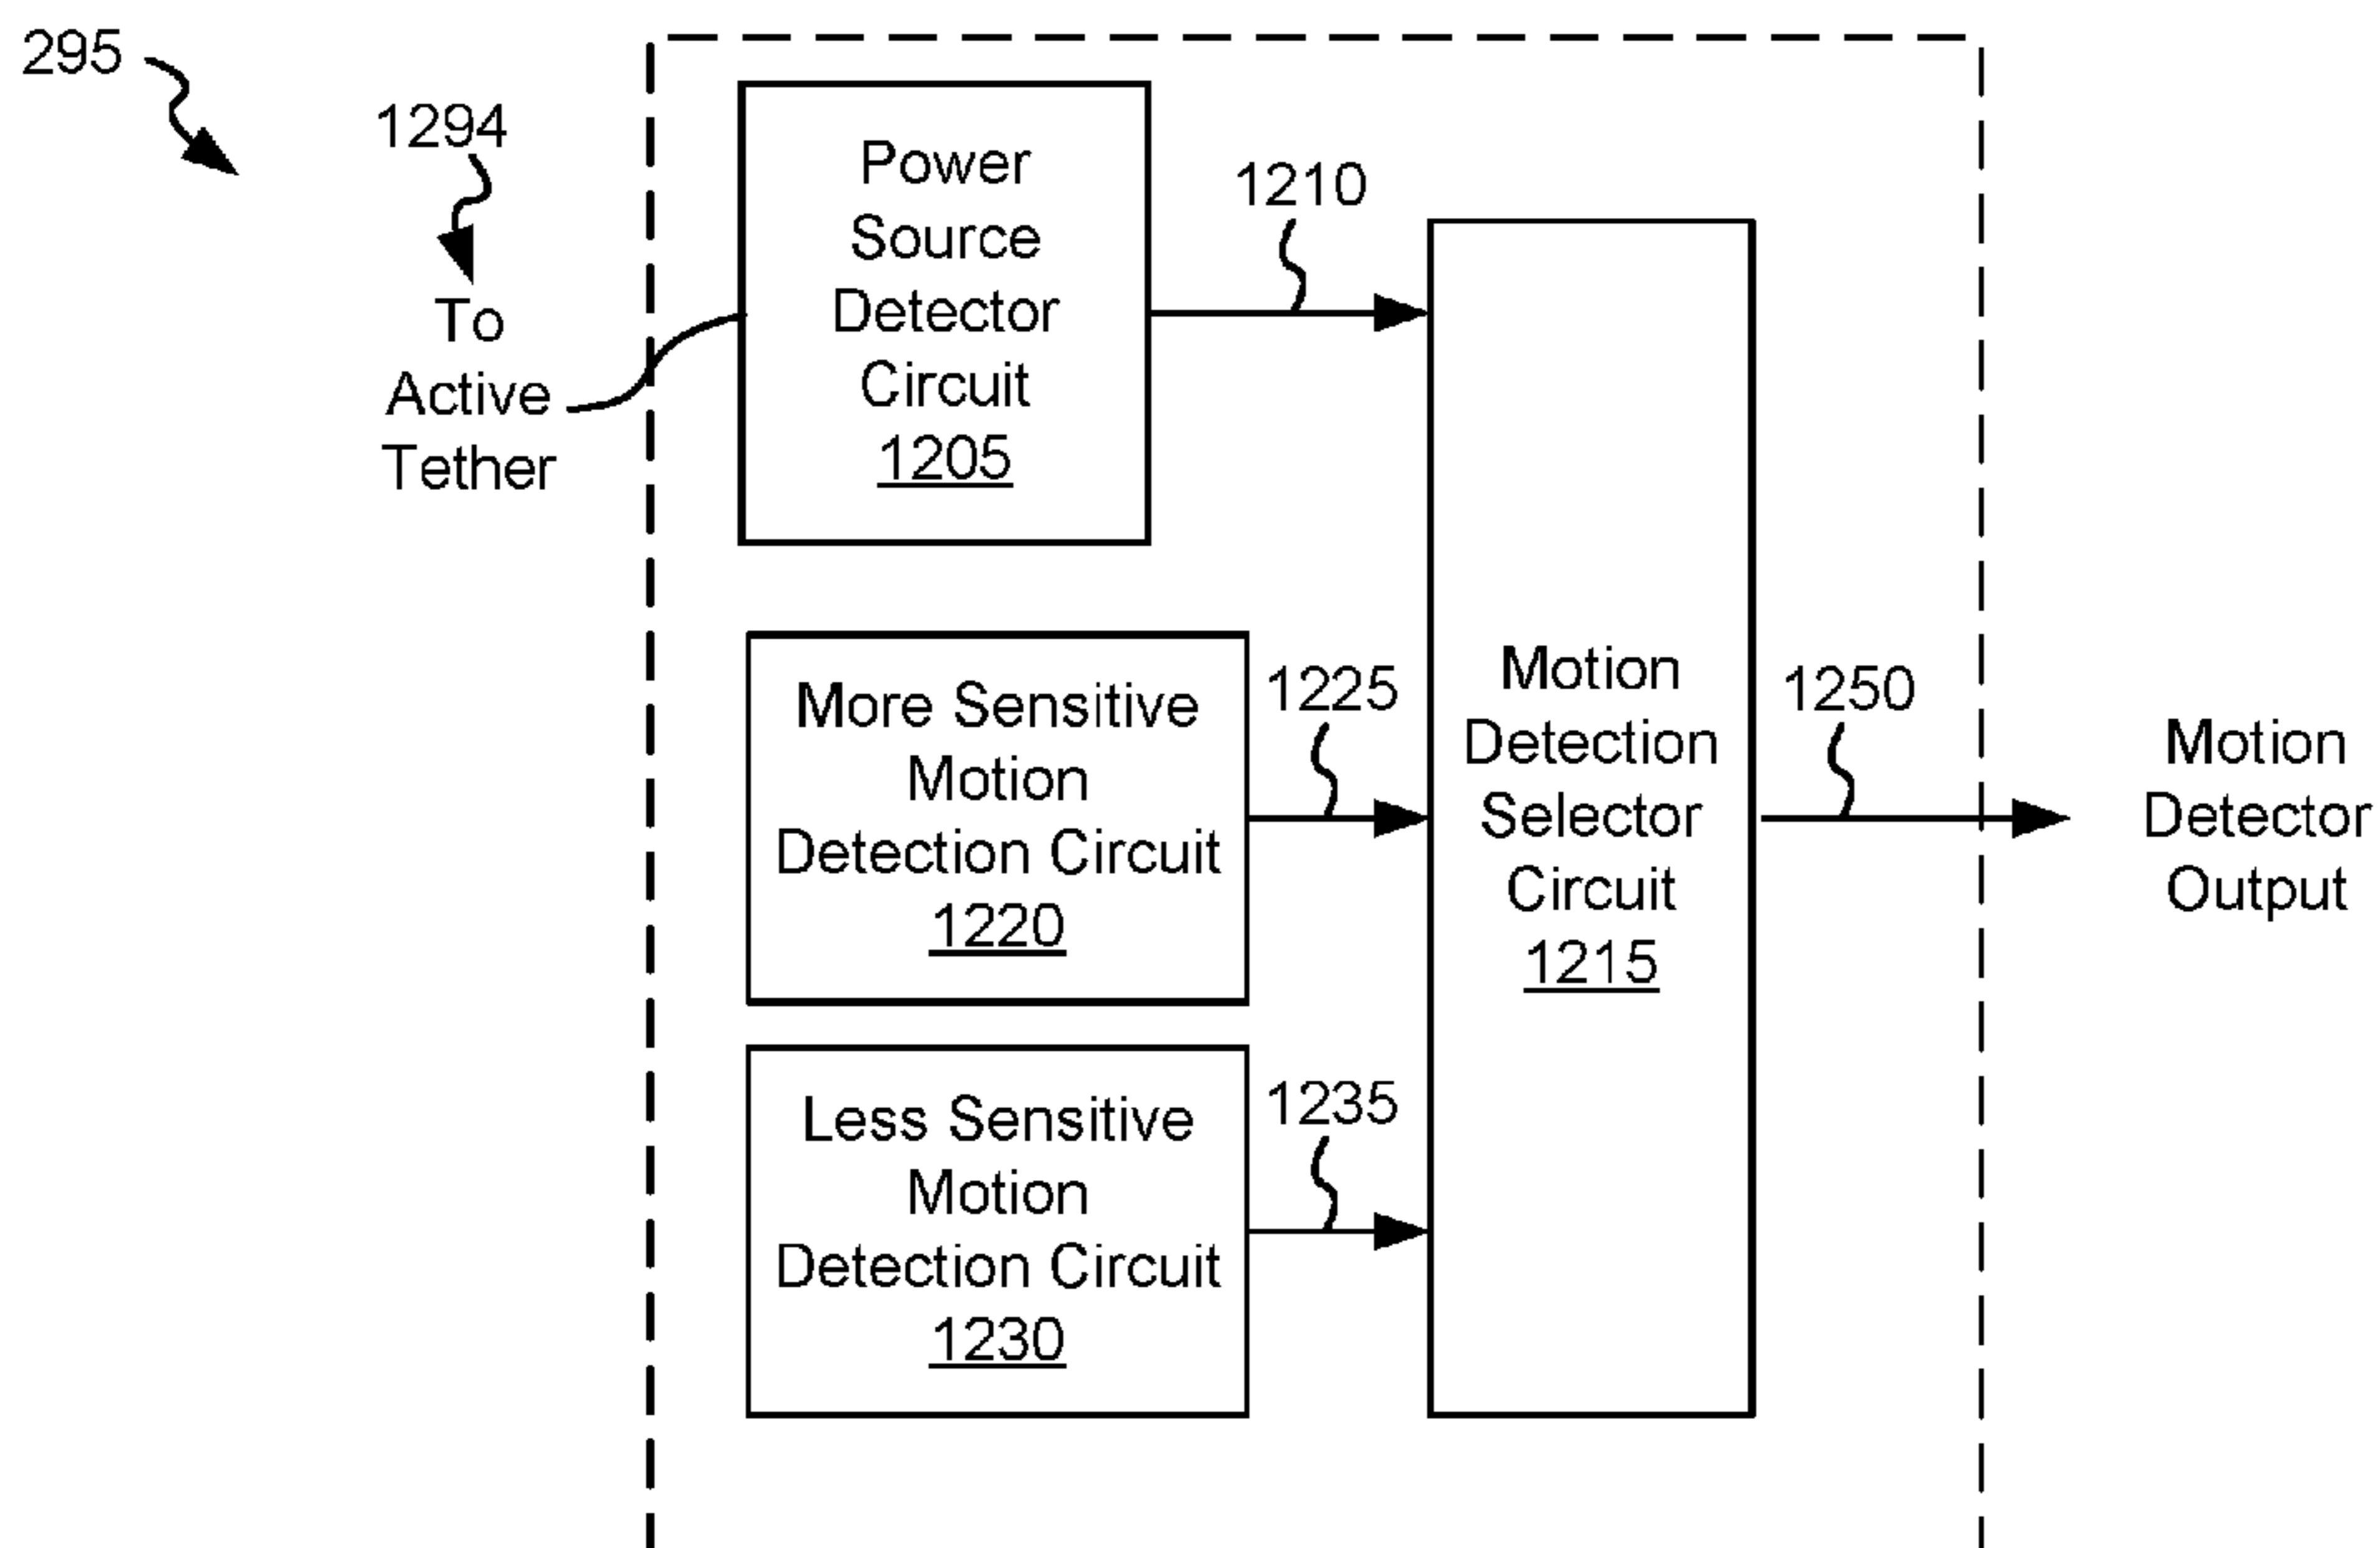 295
1294
To
Active
Tether
Power
Source
Detector
Circuit
1205
1210
More Sensitive
Motion
Detection Circuit
1220
1225
Less Sensitive
Motion
Detection Circuit
1230
1235
Motion
Detection
Selector
Circuit
1215
1250
Motion
Detector
Output